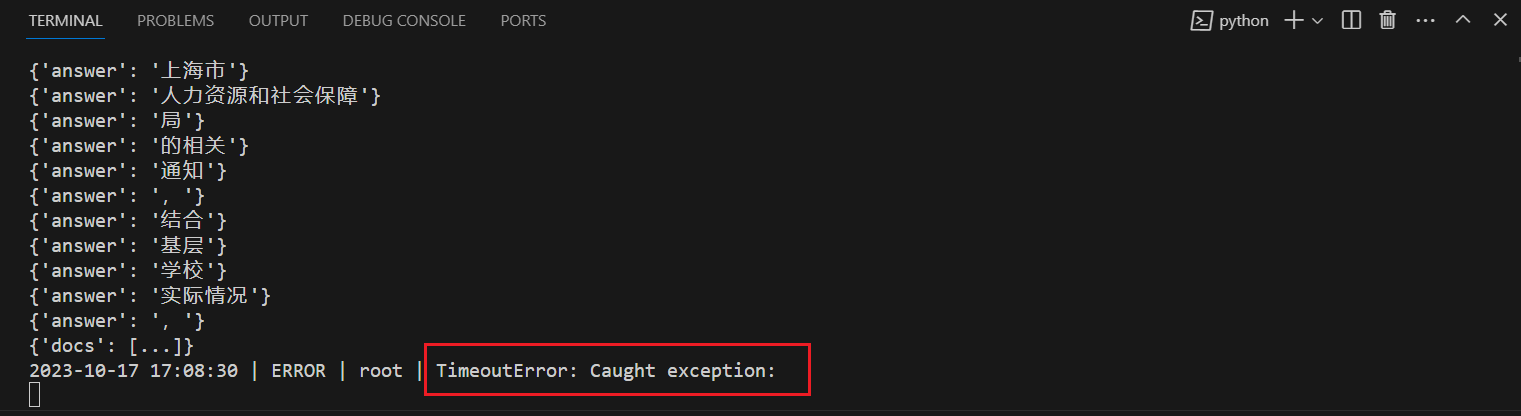 TERMINAL PROBLEMS OUTPUT DEBUG CONSOLE PORTS python
{'answer': '上海市'}
{'answer': '人力资源和社会保障'}
{'answer': '局'}
{'answer': '的相关'}
{'answer': '通知'}
{'answer': '，'}
{'answer': '结合'}
{'answer': '基层'}
{'answer': '学校'}
{'answer': '实际情况'}
{'answer': '，'}
{'docs': [...]}
2023-10-17 17:08:30 | ERROR | root | TimeoutError: Caught exception: